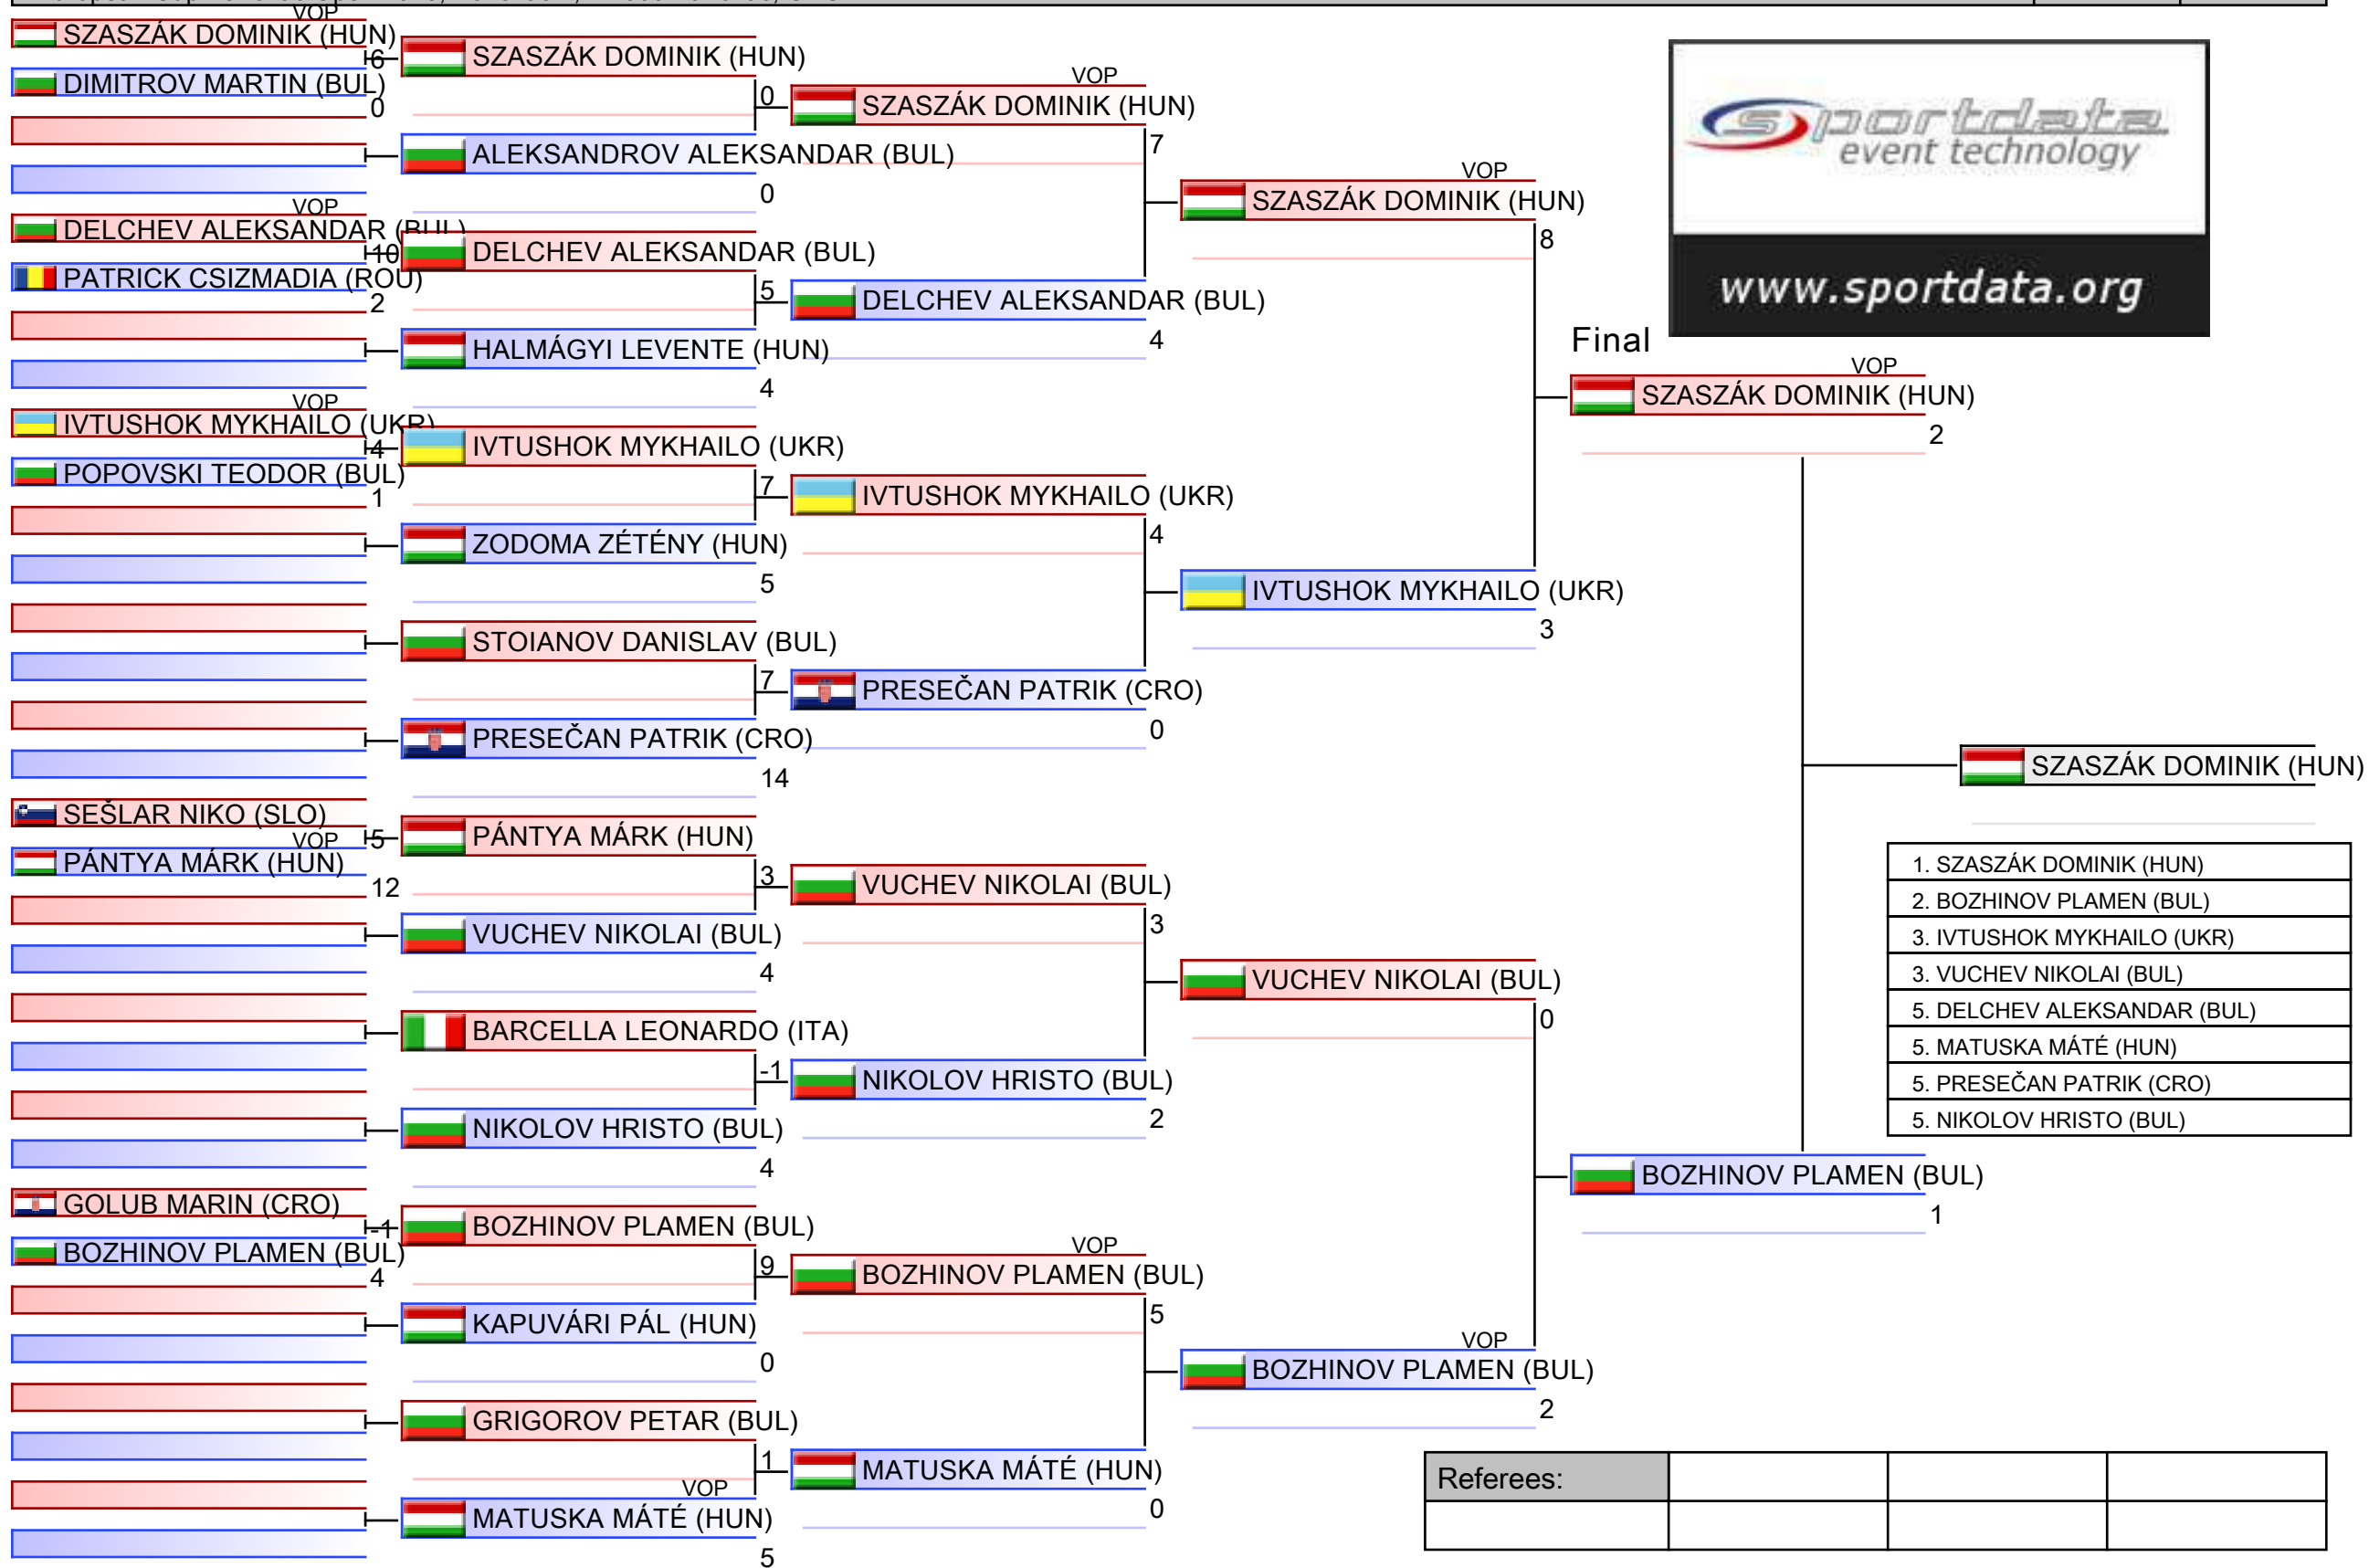 VOP
SZASZÁK DOMINIK (HUN)
6
DIMITROV MARTIN (BUL)
0
VOP
DELCHEV ALEKSANDAR (BUL)
10
PATRICK CSIZMADIA (ROU)
2
VOP
IVTUSHOK MYKHAILO (UKR)
4
POPOVSKI TEODOR (BUL)
1
SEŠLAR NIKO (SLO)
5
VOP
PÁNTYA MÁRK (HUN)
12
GOLUB MARIN (CRO)
-1
BOZHINOV PLAMEN (BUL)
4
SZASZÁK DOMINIK (HUN)
0
ALEKSANDROV ALEKSANDAR (BUL)
0
DELCHEV ALEKSANDAR (BUL)
5
HALMÁGYI LEVENTE (HUN)
4
IVTUSHOK MYKHAILO (UKR)
7
ZODOMA ZÉTÉNY (HUN)
5
STOIANOV DANISLAV (BUL)
7
PRESEČAN PATRIK (CRO)
14
PÁNTYA MÁRK (HUN)
3
VUCHEV NIKOLAI (BUL)
4
BARCELLA LEONARDO (ITA)
-1
NIKOLOV HRISTO (BUL)
4
BOZHINOV PLAMEN (BUL)
9
KAPUVÁRI PÁL (HUN)
0
GRIGOROV PETAR (BUL)
1
VOP
MATUSKA MÁTÉ (HUN)
5
VOP
SZASZÁK DOMINIK (HUN)
7
DELCHEV ALEKSANDAR (BUL)
4
IVTUSHOK MYKHAILO (UKR)
4
PRESEČAN PATRIK (CRO)
0
VUCHEV NIKOLAI (BUL)
3
NIKOLOV HRISTO (BUL)
2
VOP
BOZHINOV PLAMEN (BUL)
5
MATUSKA MÁTÉ (HUN)
0
VOP
SZASZÁK DOMINIK (HUN)
8
IVTUSHOK MYKHAILO (UKR)
3
VUCHEV NIKOLAI (BUL)
0
VOP
BOZHINOV PLAMEN (BUL)
2
Final
VOP
SZASZÁK DOMINIK (HUN)
2
BOZHINOV PLAMEN (BUL)
1
sportdata
event technology
www.sportdata.org
SZASZÁK DOMINIK (HUN)
1. SZASZÁK DOMINIK (HUN)
2. BOZHINOV PLAMEN (BUL)
3. IVTUSHOK MYKHAILO (UKR)
3. VUCHEV NIKOLAI (BUL)
5. DELCHEV ALEKSANDAR (BUL)
5. MATUSKA MÁTÉ (HUN)
5. PRESEČAN PATRIK (CRO)
5. NIKOLOV HRISTO (BUL)
Referees: